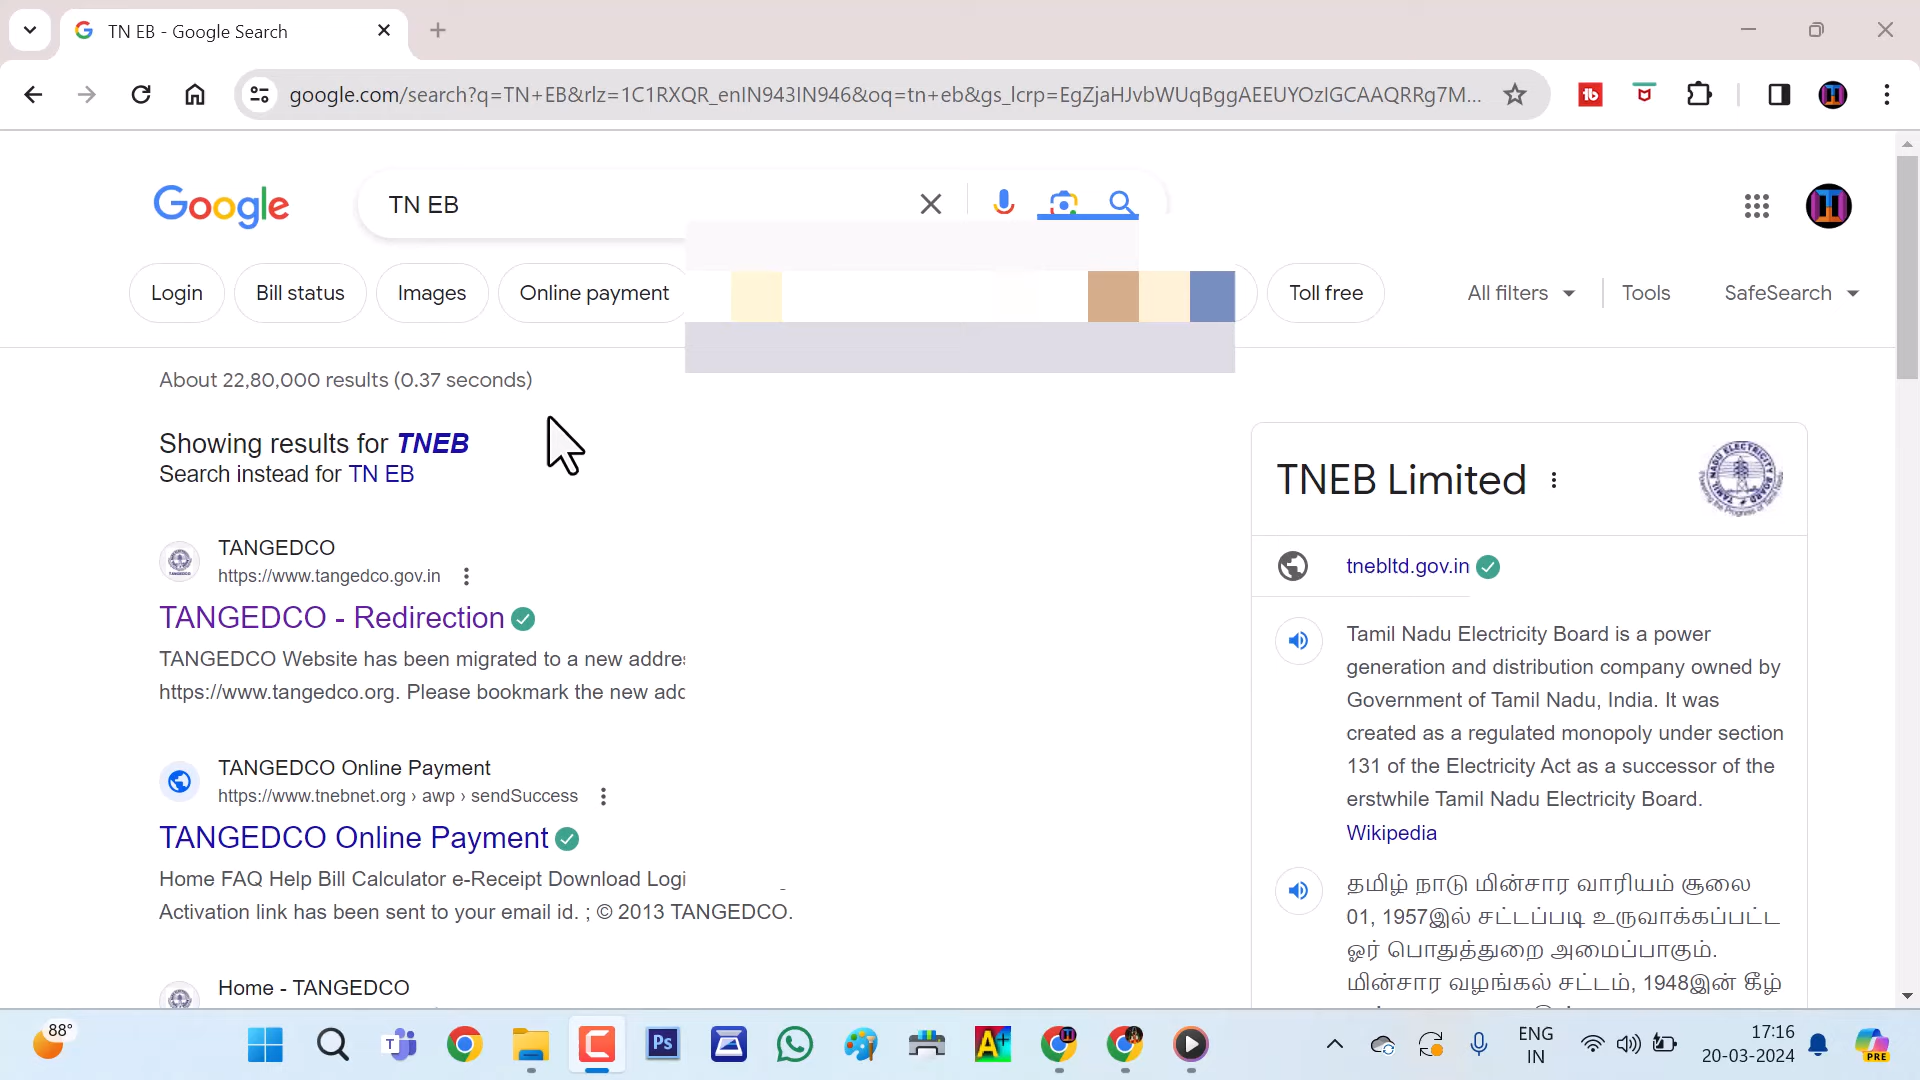 TN EB - Google Search
google.com/search?q=TN+EB&rlz=1C1RXQR_enIN943IN946&oq=tn+eb&gs_lcrp=EgZjaHJvbWUqBggAEEUYOzIGCAAQRRg7M...
Google
TN EB
Login
Bill status
Images
Online payment
Toll free
All filters
Tools
SafeSearch
About 22,80,000 results (0.37 seconds)
Showing results for TNEB
Search instead for TN EB
TANGEDCO
https://www.tangedco.gov.in
TANGEDCO - Redirection
TANGEDCO Website has been migrated to a new
https://www.tangedco.org. Please bookmark the new
TANGEDCO Online Payment
https://www.tnebnet.org › awp › sendSuccess
TANGEDCO Online Payment
Home FAQ Help Bill Calculator e-Receipt Download
Activation link has been sent to your email id. ; © 2013 TANGEDCO.
Home - TANGEDCO
TNEB Limited
tnebltd.gov.in
Tamil Nadu Electricity Board is a power
generation and distribution company owned by
Government of Tamil Nadu, India. It was
created as a regulated monopoly under section
131 of the Electricity Act as a successor of the
erstwhile Tamil Nadu Electricity Board.
Wikipedia
தமிழ் நாடு மின்சார வாரியம் சூலை
01, 1957இல் சட்டப்படி உருவாக்கப்பட்ட
ஓர் பொதுத்துறை அமைப்பாகும்.
மின்சார வழங்கல் சட்டம், 1948இன் கீழ்
88°
Ps
ENG
IN
17:16
20-03-2024
PRE